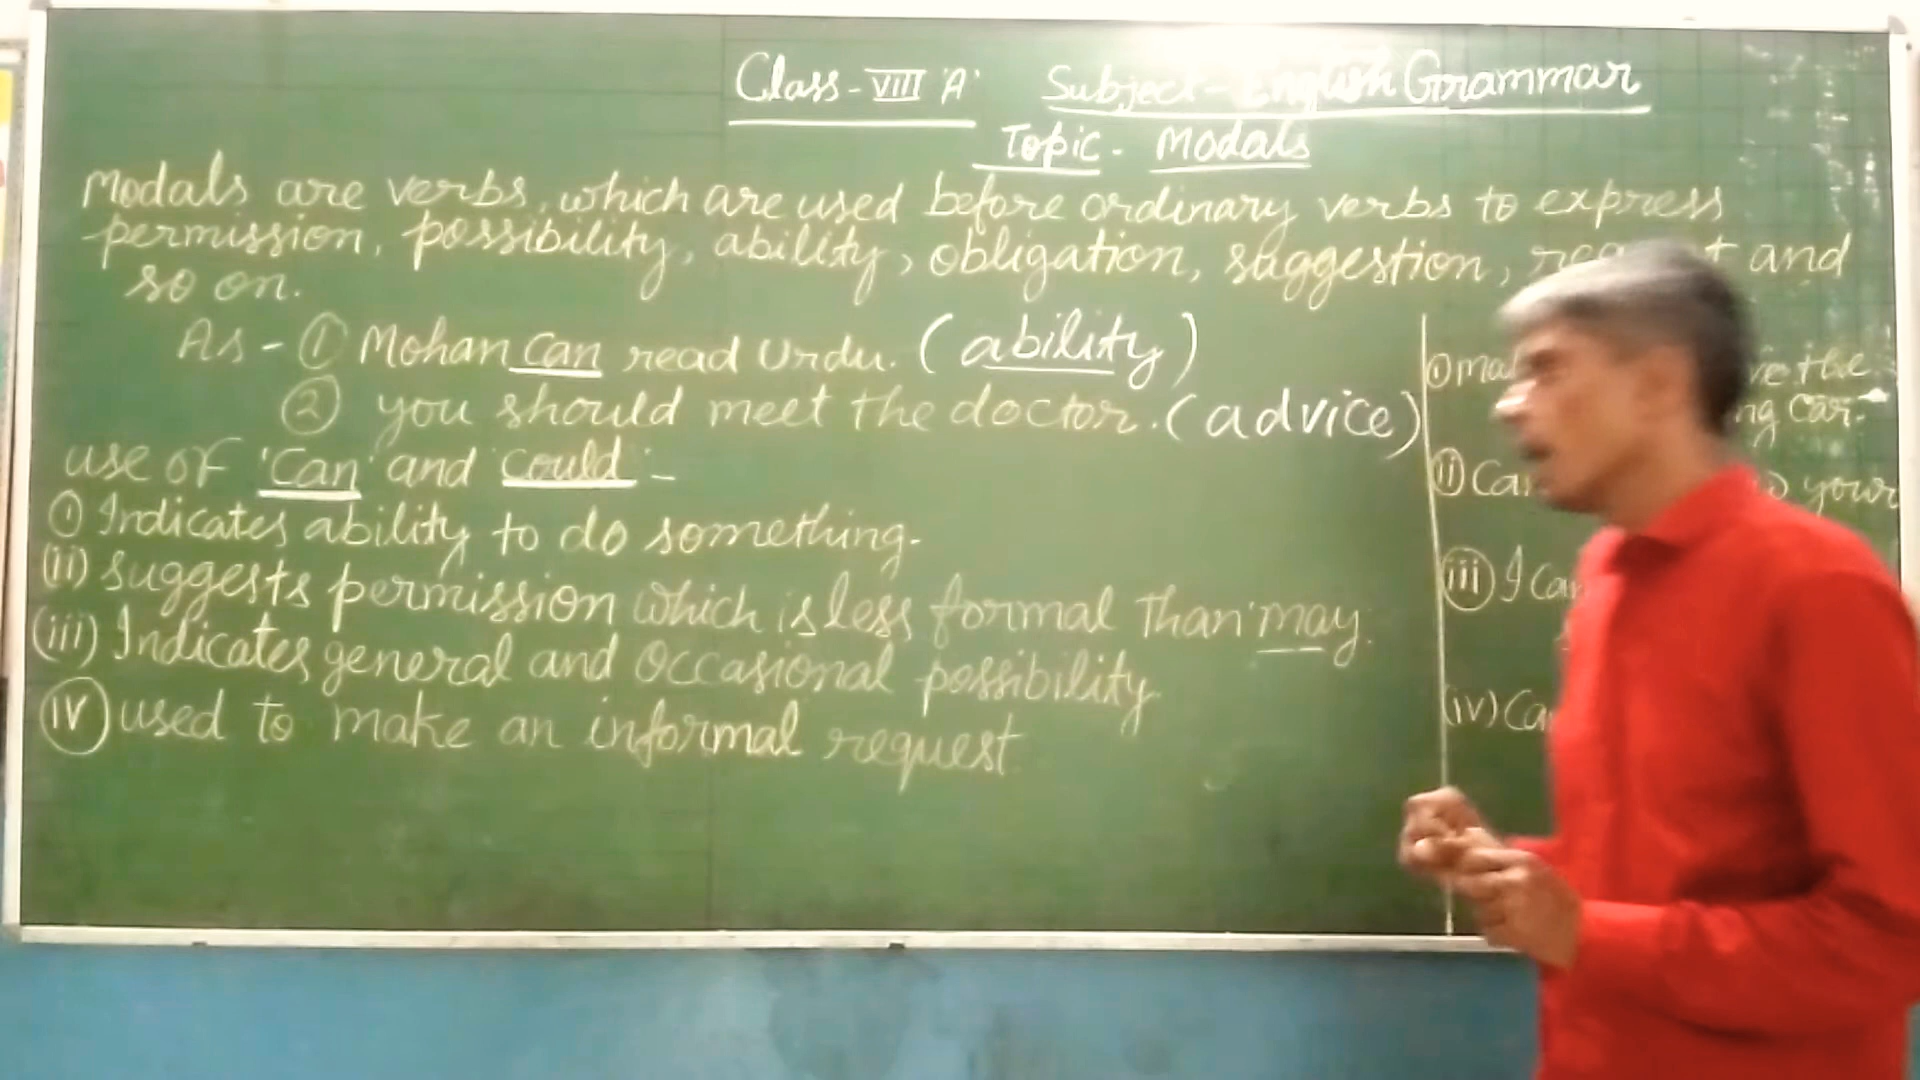 Class - VIII 'A' Subject - English Grammar
Topic - Modals
Modals are verbs, which are used before ordinary verbs to express
permission, possibility, ability, obligation, suggestion, and
so on.
As - ① Mohan can read Urdu. (ability)
② you should meet the doctor. (advice)
use of 'Can' and could :-
(i) Indicates ability to do something.
(ii) suggests permission which is less formal than 'may.
(iii) Indicates general and occasional possibility.
(iv) used to make an informal request
(i) the
car.
(ii) your
(iii) I
(iv)